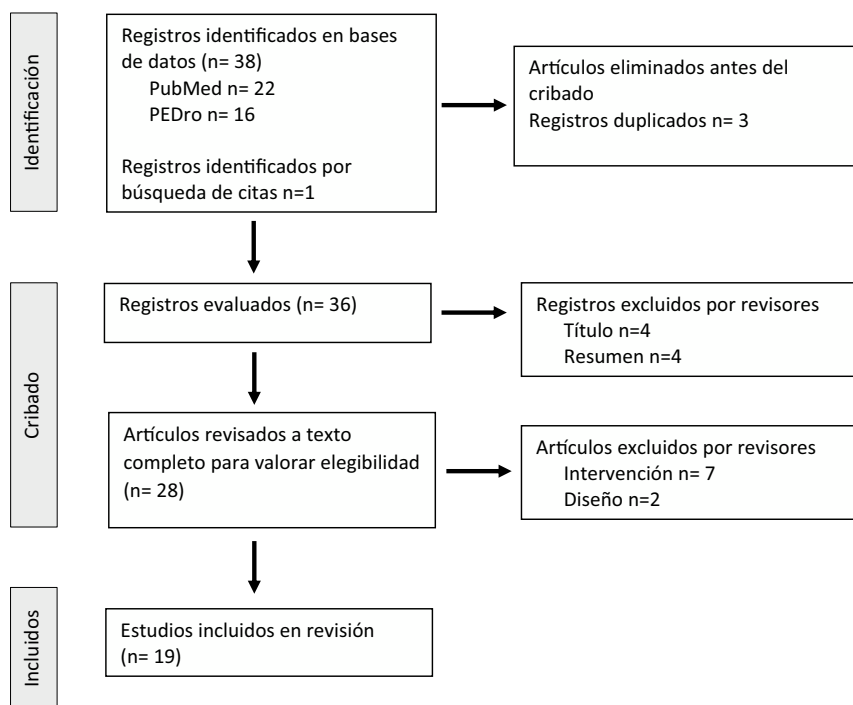 Identificación
Registros identificados en bases
de datos (n= 38)
PubMed n= 22
PEDro n= 16
Registros identificados por
búsqueda de citas n=1
Artículos eliminados antes del
cribado
Registros duplicados n= 3
Cribado
Registros evaluados (n= 36)
Registros excluidos por revisores
Título n=4
Resumen n=4
Artículos revisados a texto
completo para valorar elegibilidad
(n= 28)
Artículos excluidos por revisores
Intervención n= 7
Diseño n=2
Incluidos
Estudios incluidos en revisión
(n= 19)